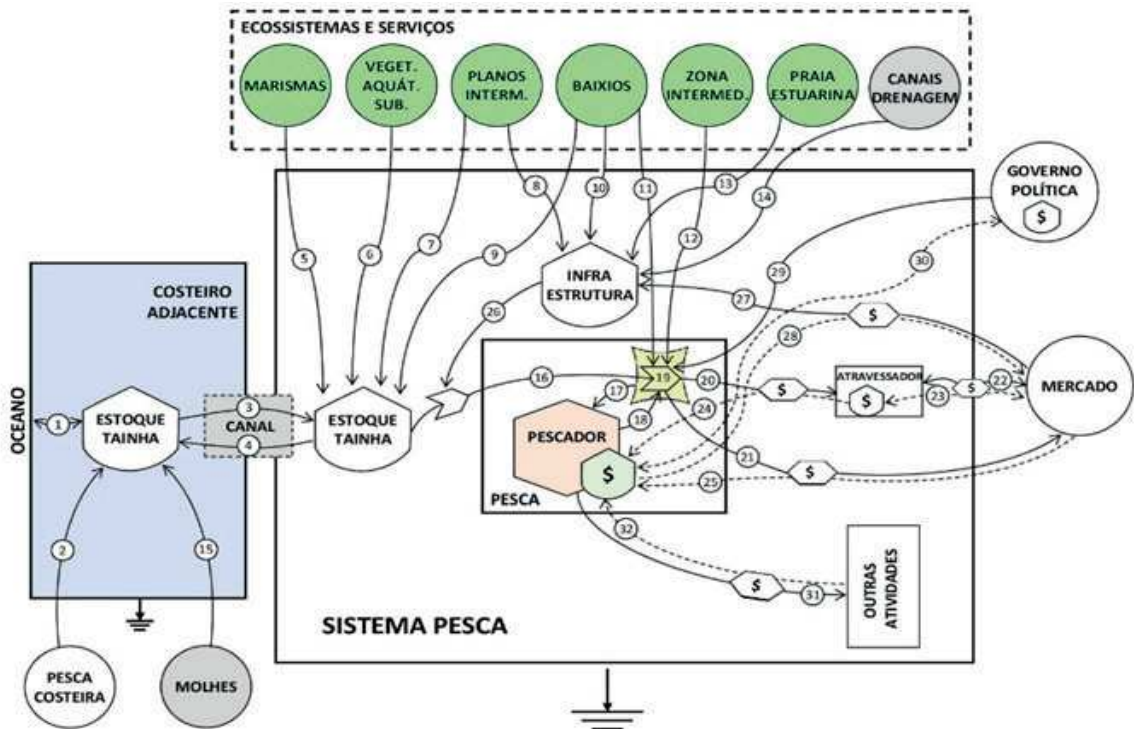 ECOSSISTEMAS E SERVIÇOS
MARISMAS
VEGET.
AQUÁT.
SUB.
PLANOS
INTERM.
BAIXIOS
ZONA
INTERMED.
PRAIA
ESTUARINA
CANAIS
DRENAGEM
GOVERNO
POLÍTICA
$
5
6
7
8
9
10
11
12
13
14
29
30
INFRA
ESTRUTURA
COSTEIRO
ADJACENTE
26
27
$
28
OCEANO
1
ESTOQUE
TAINHA
3
CANAL
4
ESTOQUE
TAINHA
16
17
18
19
20
$
ATRAVESSADOR
$
$
22
23
MERCADO
24
PESCADOR
$
21
$
25
PESCA
32
2
15
$
31
OUTRAS
ATIVIDADES
SISTEMA PESCA
PESCA
COSTEIRA
MOLHES